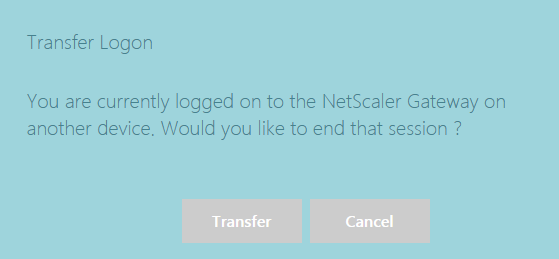 Transfer Logon
You are currently logged on to the NetScaler Gateway on
another device. Would you like to end that session ?
Transfer
Cancel